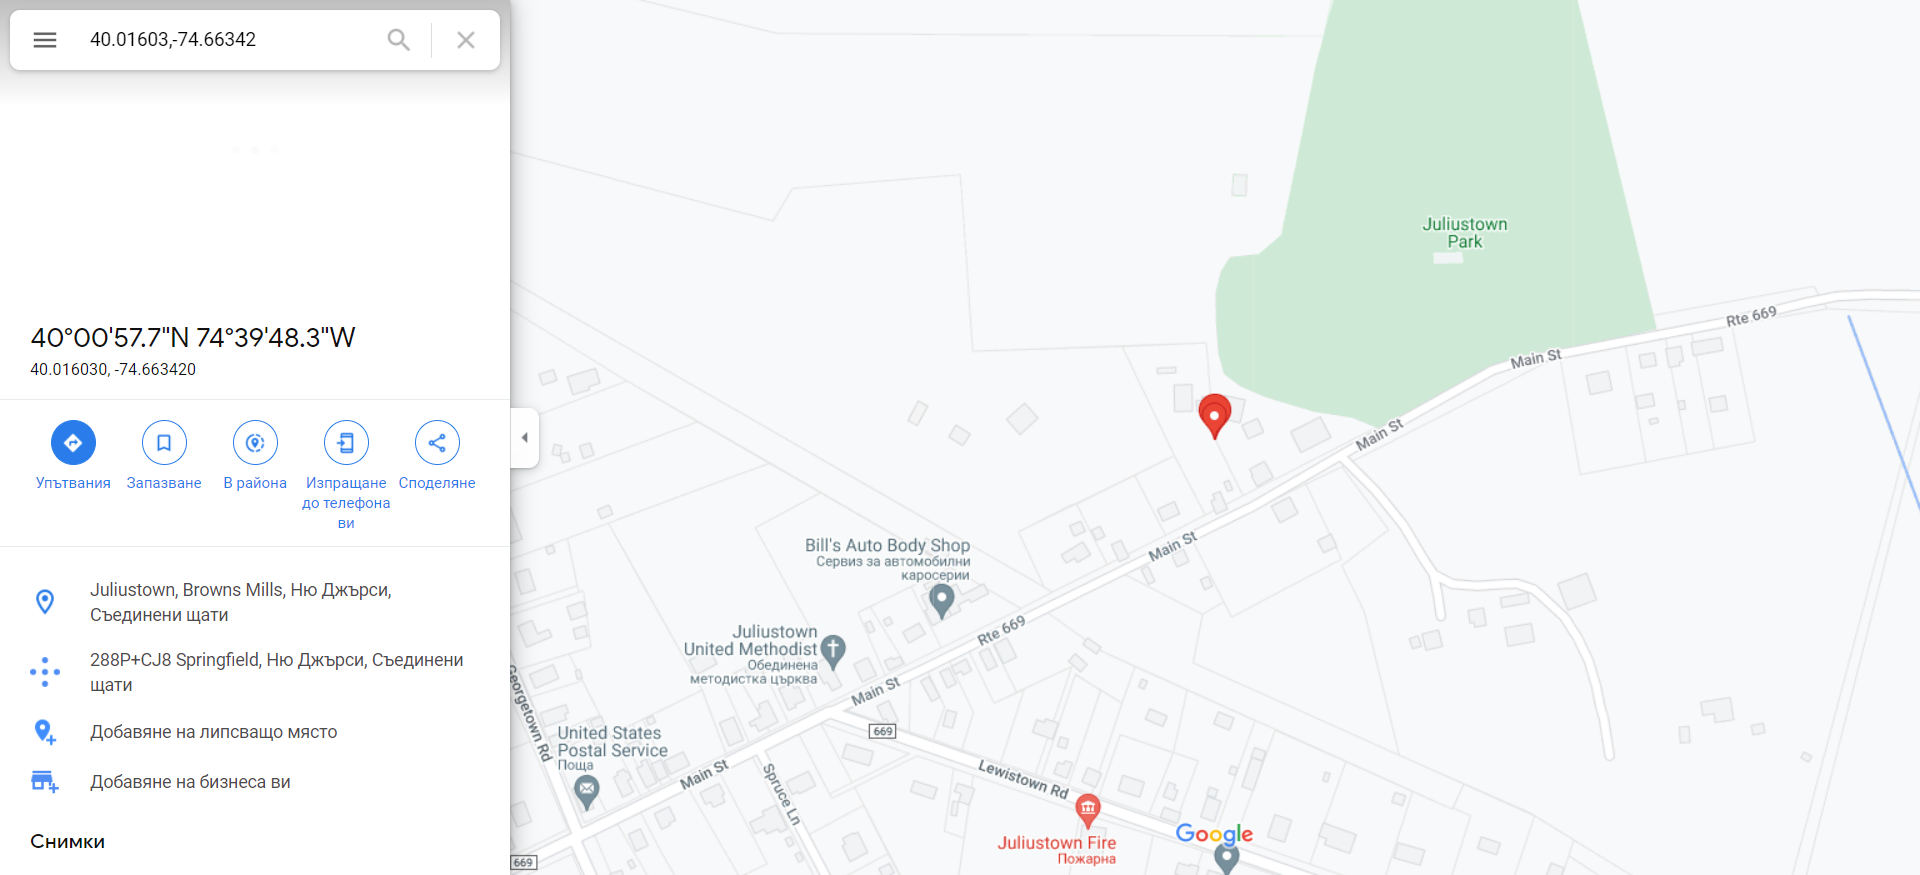 40.01603,-74.66342
40°00'57.7"N 74°39'48.3"W
40.016030, -74.663420
Упътвания
Запазване
В района
Изпращане
до телефона
ви
Споделяне
Juliustown, Browns Mills, Ню Джърси,
Съединени щати
288P+CJ8 Springfield, Ню Джърси, Съединени
щати
Добавяне на липсващо място
Добавяне на бизнеса ви
Снимки
Juliustown
Park
Rte 669
Main St
Main St
Main St
Bill's Auto Body Shop
Сервиз за автомобилни
каросерии
Rte 669
Juliustown
United Methodist
Обединена
методистка църква
Main St
Georgetown Rd
669
United States
Postal Service
Поща
Main St
Spruce Ln
Lewistown Rd
Juliustown Fire
Пожарна
Google
669